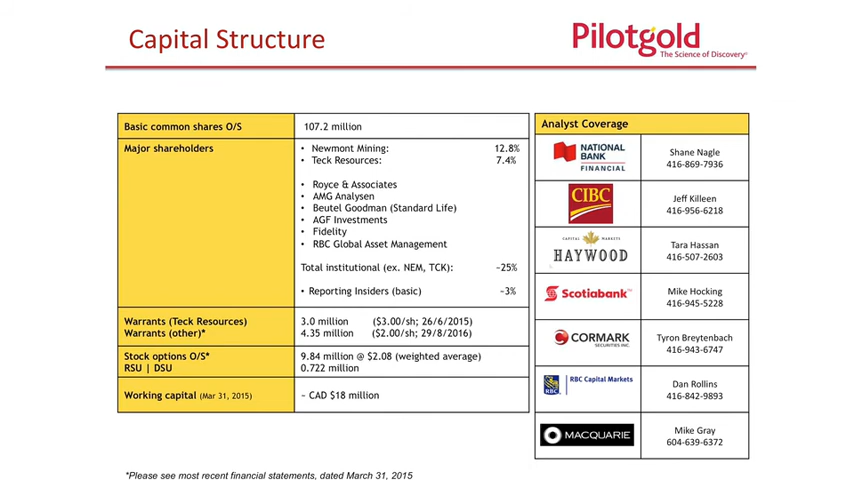 Capital Structure
Pilotgold
The Science of Discovery
Basic common shares O/S 107.2 million
Major shareholders • Newmont Mining: 12.8%
• Teck Resources: 7.4%
• Royce & Associates
• AMG Analysen
• Beutel Goodman (Standard Life)
• AGF Investments
• Fidelity
• RBC Global Asset Management
Total institutional (ex. NEM, TCK): ~25%
• Reporting Insiders (basic) ~3%
Warrants (Teck Resources) 3.0 million ($3.00/sh; 26/6/2015)
Warrants (other)* 4.35 million ($2.00/sh; 29/8/2016)
Stock options O/S* 9.84 million @ $2.08 (weighted average)
RSU | DSU 0.722 million
Working capital (Mar 31, 2015) ~ CAD $18 million
Analyst Coverage
NATIONAL
BANK
FINANCIAL
Shane Nagle
416-869-7936
CIBC
Jeff Killeen
416-956-6218
CAPITAL MARKETS
HAYWOOD
Tara Hassan
416-507-2603
Scotiabank
Mike Hocking
416-945-5228
CORMARK
SECURITIES INC.
Tyron Breytenbach
416-943-6747
RBC
RBC Capital Markets
Dan Rollins
416-842-9893
MACQUARIE
Mike Gray
604-639-6372
*Please see most recent financial statements, dated March 31, 2015